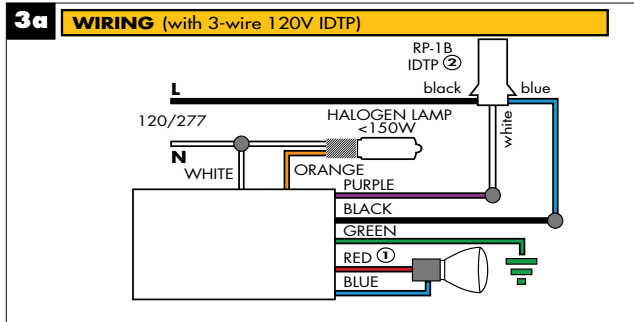 3a WIRING (with 3-wire 120V IDTP)
RP-1B
IDTP ②
black
blue
L
120/277
HALOGEN LAMP
<150W
white
N
WHITE
ORANGE
PURPLE
BLACK
GREEN
RED ①
BLUE